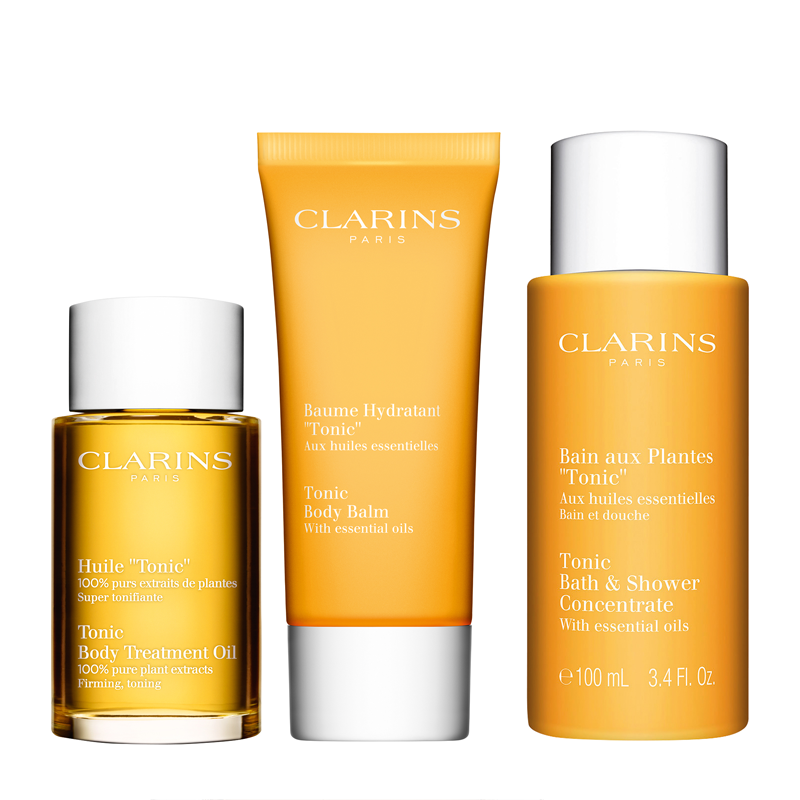 CLARINS
PARIS
Huile "Tonic"
100% purs extraits de plantes
Super tonifiante
Tonic
Body Treatment Oil
100% pure plant extracts
Firming, toning
CLARINS
PARIS
Baume Hydratant
"Tonic"
Aux huiles essentielles
Tonic
Body Balm
With essential oils
CLARINS
PARIS
Bain aux Plantes
"Tonic"
Aux huiles essentielles
Bain et douche
Tonic
Bath & Shower
Concentrate
With essential oils
℮100 mL 3.4 Fl. Oz.